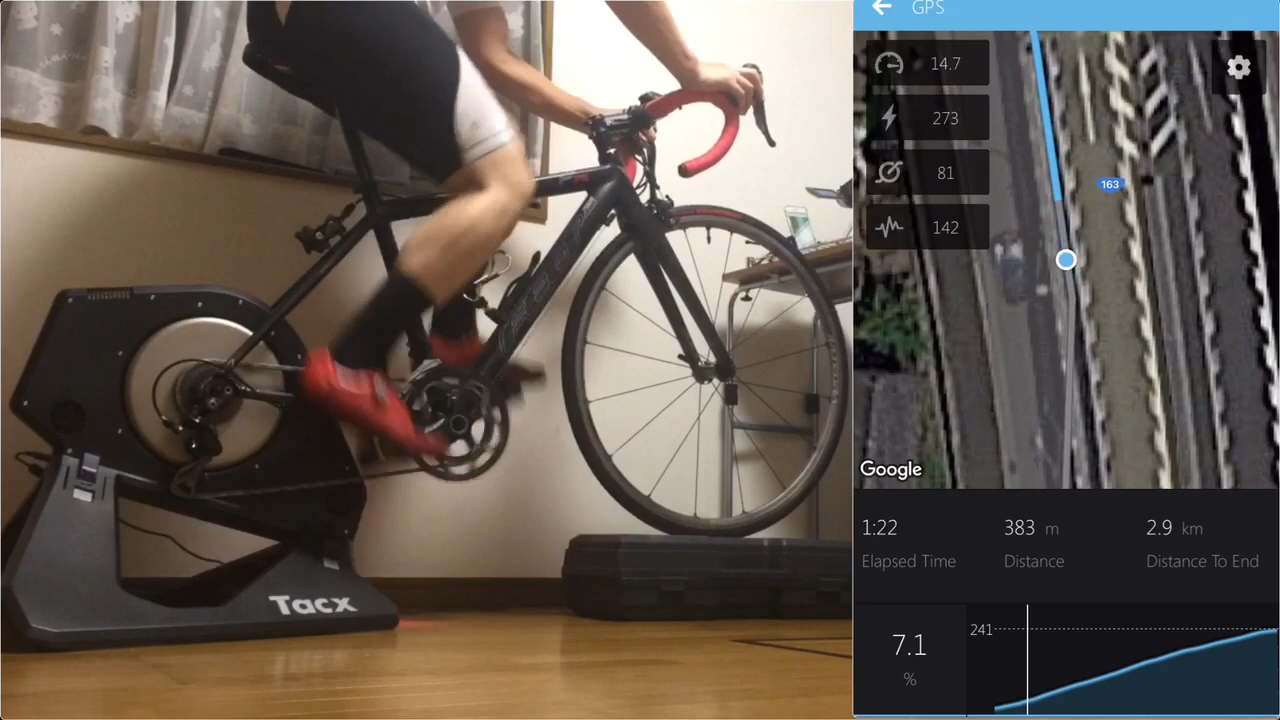 GPS
14.7
273
81
142
163
Google
1:22
383 m
2.9 km
Elapsed Time
Distance
Distance To End
241
7.1
%
Tacx